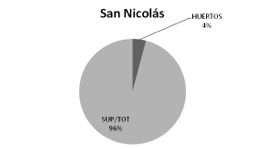 San Nicolás
HUERTOS
4%
SUP/TOT
96%